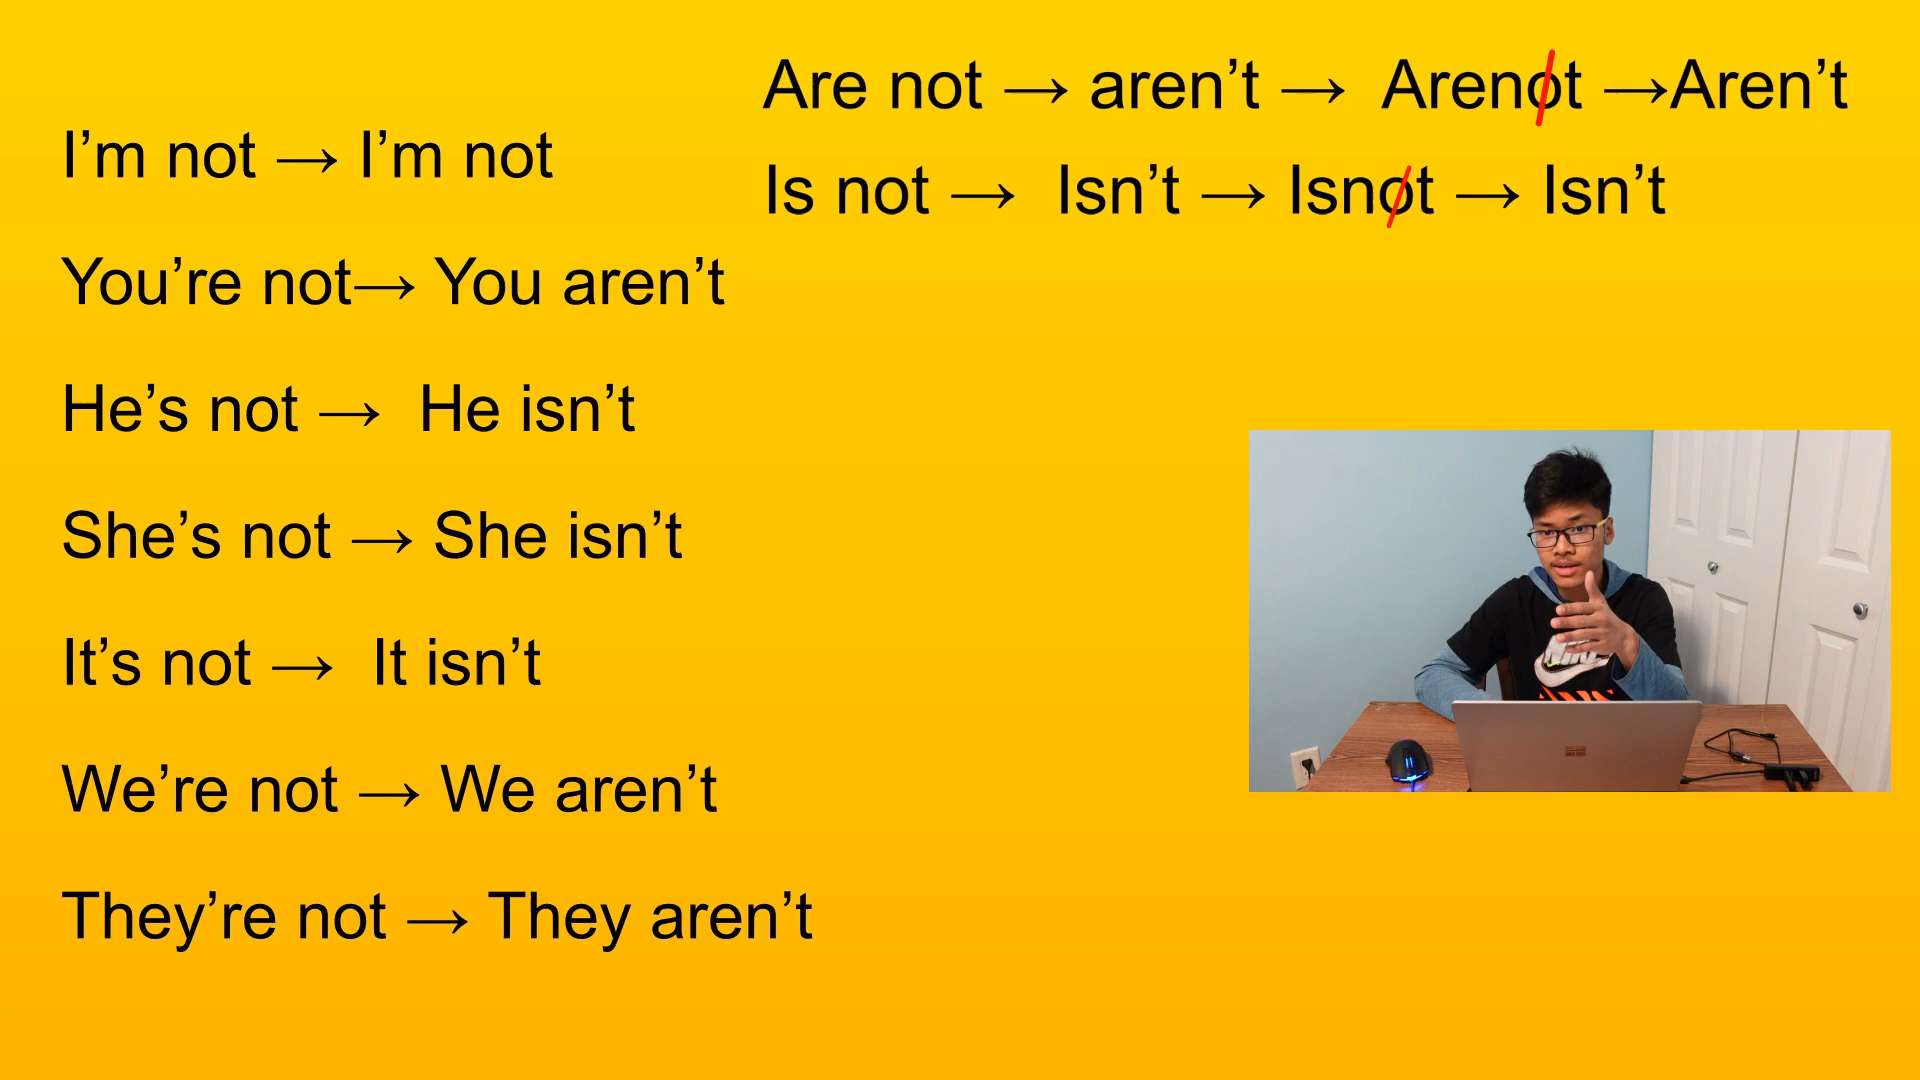 Are not → aren’t → Arenot →Aren’t
I’m not → I’m not
Is not → Isn’t → Isnot → Isn’t
You’re not→ You aren’t
He’s not → He isn’t
She’s not → She isn’t
It’s not → It isn’t
We’re not → We aren’t
They’re not → They aren’t